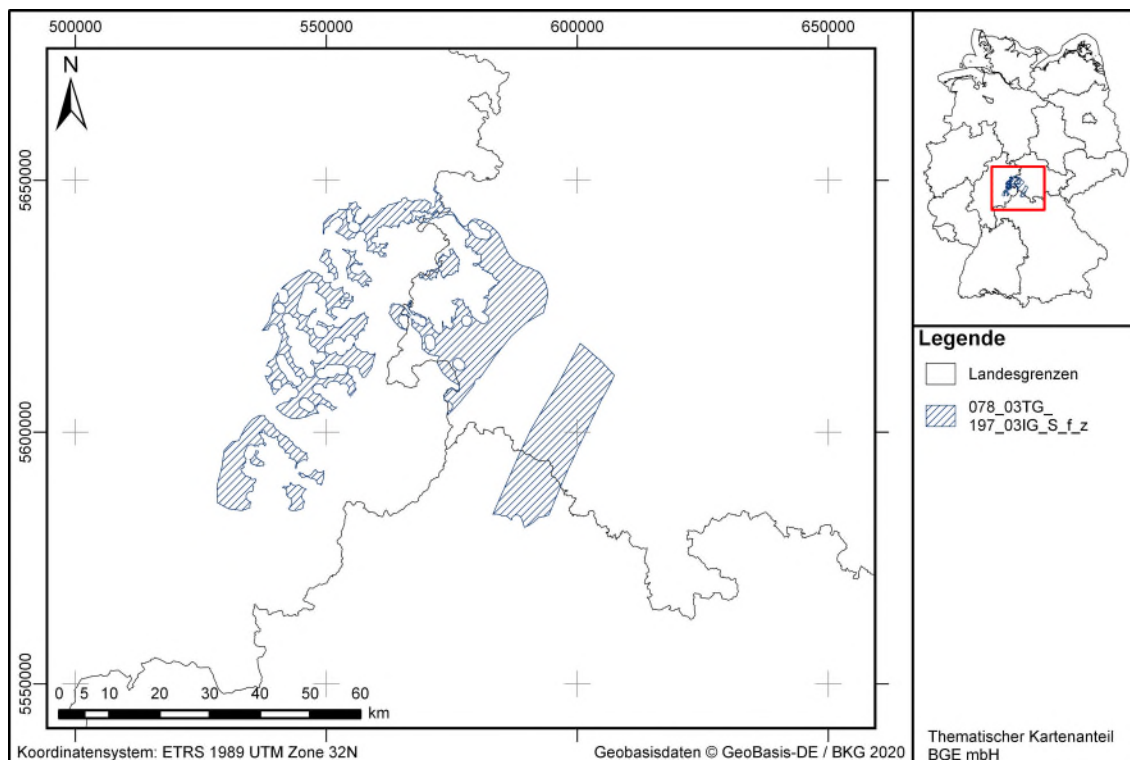 500000 550000 600000 650000
N
5650000
5600000
5550000
0 5 10 20 30 40 50 60
km
Koordinatensystem: ETRS 1989 UTM Zone 32N
Geobasisdaten © GeoBasis-DE / BKG 2020
Legende
Landesgrenzen
078_03TG_
197_03IG_S_f_z
Thematischer Kartenanteil
BGE mbH